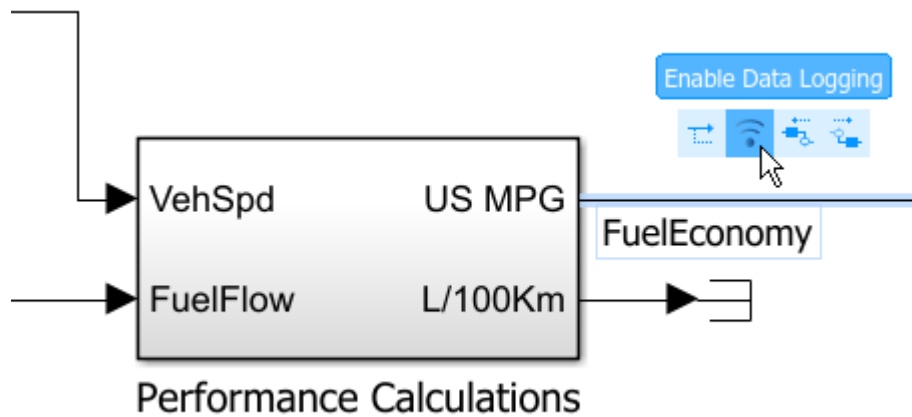 Enable Data Logging
VehSpd
US MPG
FuelEconomy
FuelFlow
L/100Km
Performance Calculations